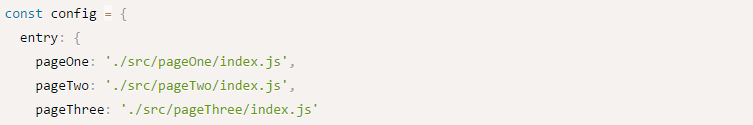 const config = {
  entry: {
    pageOne: './src/pageOne/index.js',
    pageTwo: './src/pageTwo/index.js',
    pageThree: './src/pageThree/index.js'